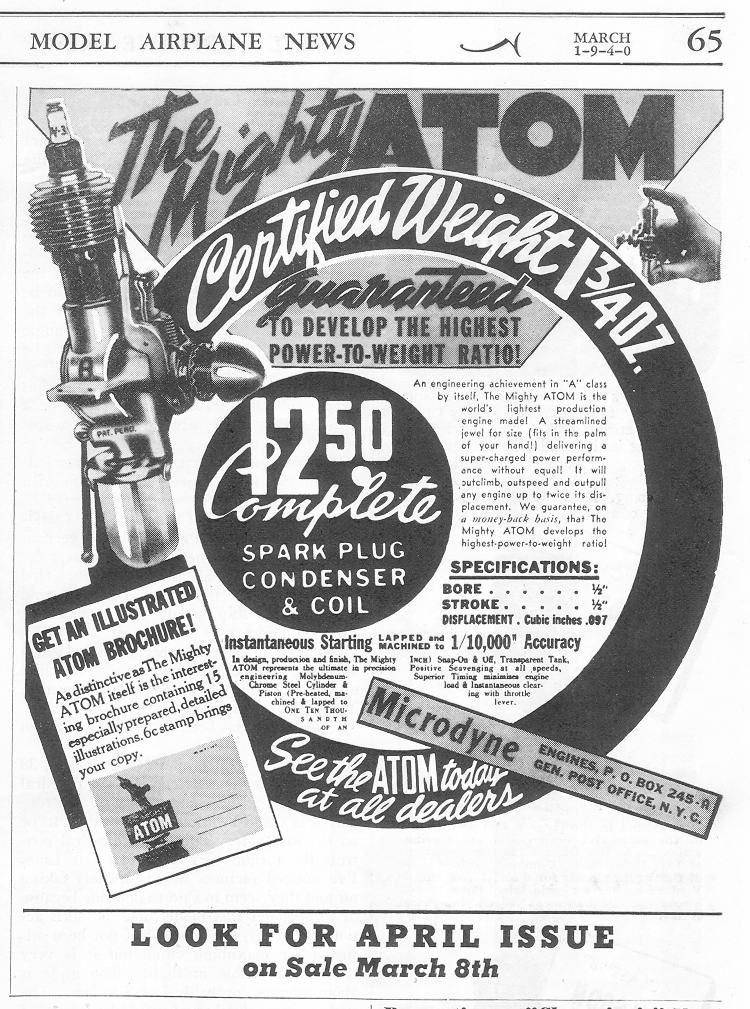 MODEL AIRPLANE NEWS
MARCH
1-9-4-0
65
The
Mighty
ATOM
V-3
Certified Weight 1 3/4 OZ.
guaranteed
TO DEVELOP THE HIGHEST
POWER-TO-WEIGHT RATIO!
A
PAT. PEND.
12 50
Complete
SPARK PLUG
CONDENSER
& COIL
An engineering achievement in "A" class
by itself, The Mighty ATOM is the
world's lightest production
engine made! A streamlined
jewel for size (fits in the palm
of your hand!) delivering a
super-charged power perform-
ance without equal! It will
outclimb, outspeed and outpull
any engine up to twice its dis-
placement. We guarantee, on
a money-back basis, that The
Mighty ATOM develops the
highest-power-to-weight ratio!
SPECIFICATIONS:
BORE . . . . . . ½"
STROKE . . . . . ½"
DISPLACEMENT . Cubic inches .097
Instantaneous Starting LAPPED and MACHINED to 1/10,000" Accuracy
In design, production and finish, The Mighty
ATOM represents the ultimate in precision
engineering Molybdenum-
Chrome Steel Cylinder &
Piston (Pre-heated, ma-
chined & lapped to
ONE TEN THOU-
SANDTH
OF AN
INCH) Snap-On & Off, Transparent Tank,
Positive Scavenging at all speeds,
Superior Timing minimises engine
load & Instantaneous clear-
ing with throttle
lever.
GET AN ILLUSTRATED
ATOM BROCHURE!
As distinctive as The Mighty
ATOM itself is the interest-
ing brochure containing 15
especially prepared, detailed
illustrations. 6c stamp brings
your copy.
ATOM
Microdyne
ENGINES, P. O. BOX 245-A
GEN. POST OFFICE, N. Y. C.
See the ATOM today
at all dealers
LOOK FOR APRIL ISSUE
on Sale March 8th